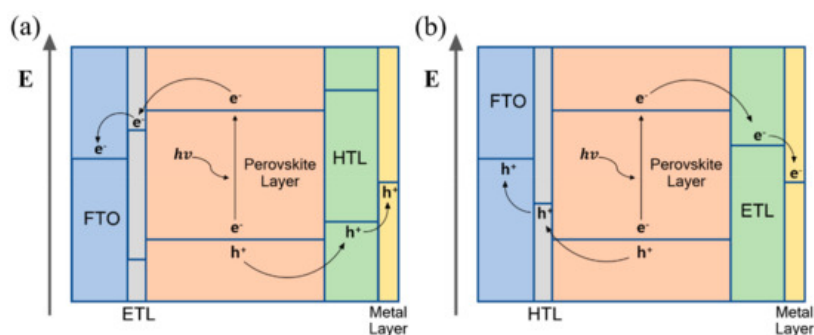 (a)
E
e⁻
e⁻
e⁻
hν
Perovskite
Layer
FTO
HTL
e⁻
h⁺
h⁺
h⁺
ETL
Metal
Layer
(b)
E
FTO
e⁻
e⁻
e⁻
h⁺
hν
Perovskite
Layer
h⁺
ETL
e⁻
h⁺
HTL
Metal
Layer